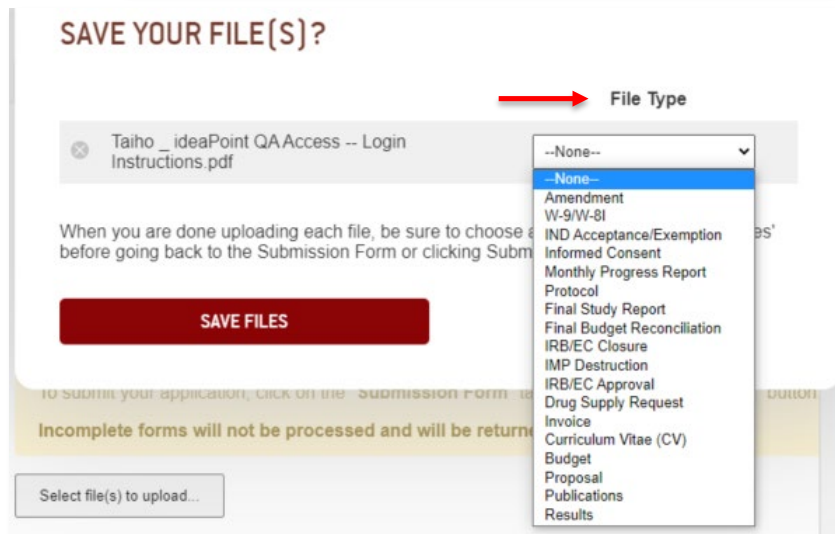 SAVE YOUR FILE(S)?
File Type
Taiho _ ideaPoint QA Access -- Login
Instructions.pdf
--None--
--None--
Amendment
W-9/W-8I
IND Acceptance/Exemption
Informed Consent
Monthly Progress Report
Protocol
Final Study Report
Final Budget Reconciliation
IRB/EC Closure
IMP Destruction
IRB/EC Approval
Drug Supply Request
Invoice
Curriculum Vitae (CV)
Budget
Proposal
Publications
Results
When you are done uploading each file, be sure to choose a es'
before going back to the Submission Form or clicking Subm
SAVE FILES
To submit your application, click on the "Submission Form" ta button
Incomplete forms will not be processed and will be returne
Select file(s) to upload...